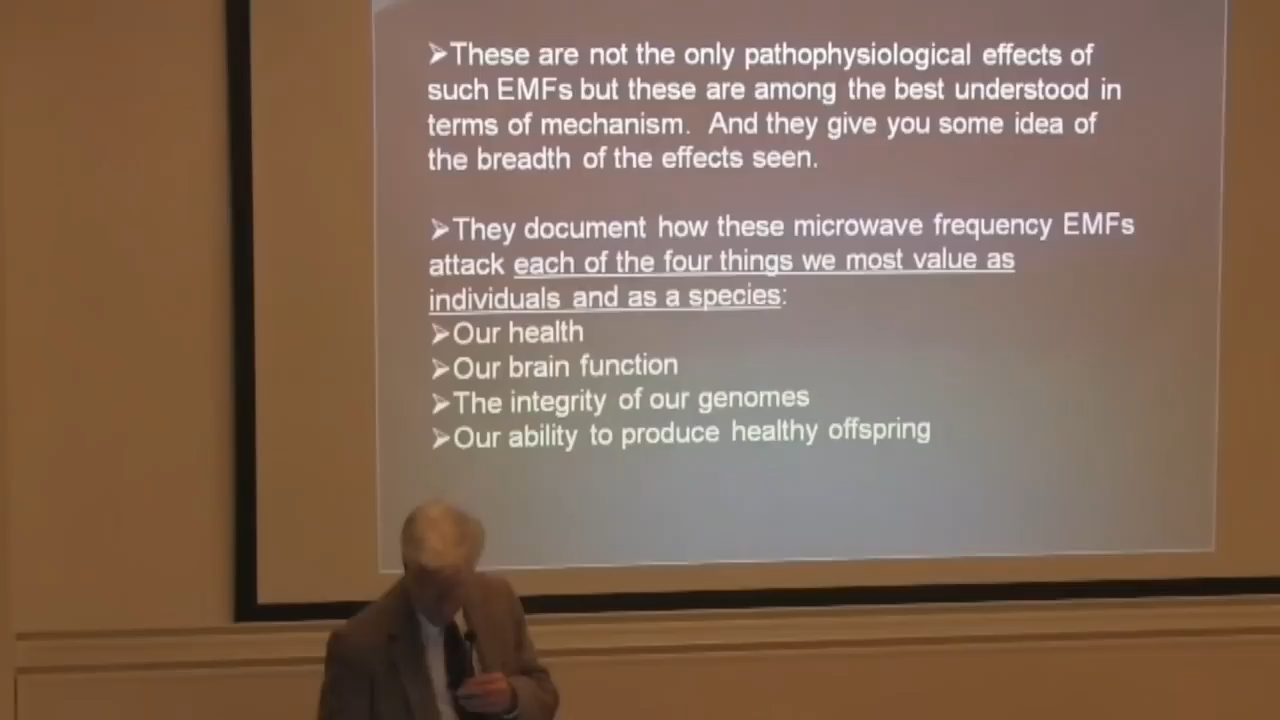 ➢These are not the only pathophysiological effects of
such EMFs but these are among the best understood in
terms of mechanism. And they give you some idea of
the breadth of the effects seen.
➢They document how these microwave frequency EMFs
attack each of the four things we most value as
individuals and as a species:
➢Our health
➢Our brain function
➢The integrity of our genomes
➢Our ability to produce healthy offspring